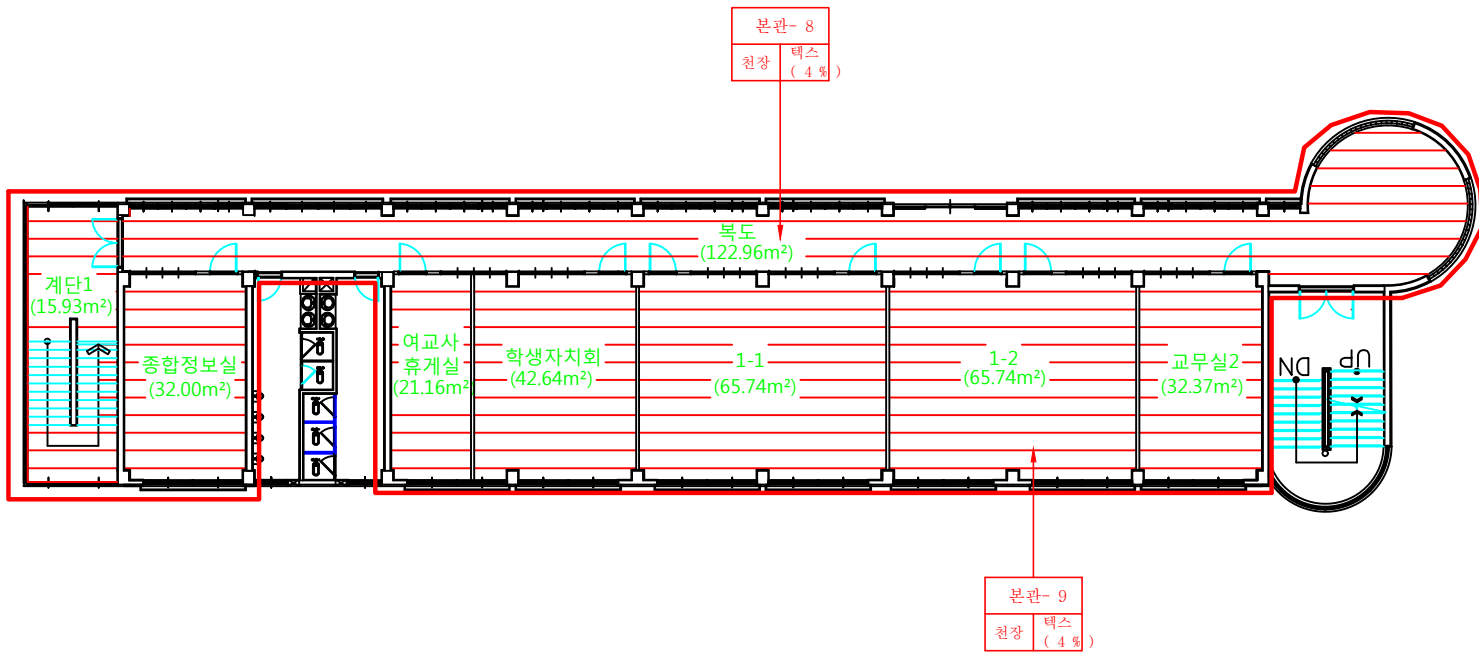 본관- 8
천장
텍스
( 4 % )
복도
(122.96m²)
계단1
(15.93m²)
종합정보실
(32.00m²)
여교사
휴게실
(21.16m²
학생자치회
(42.64m²)
1-1
(65.74m²)
1-2
(65.74m²)
교무실2
(32.37m²)
DN
UP
본관- 9
천장
텍스
( 4 % )